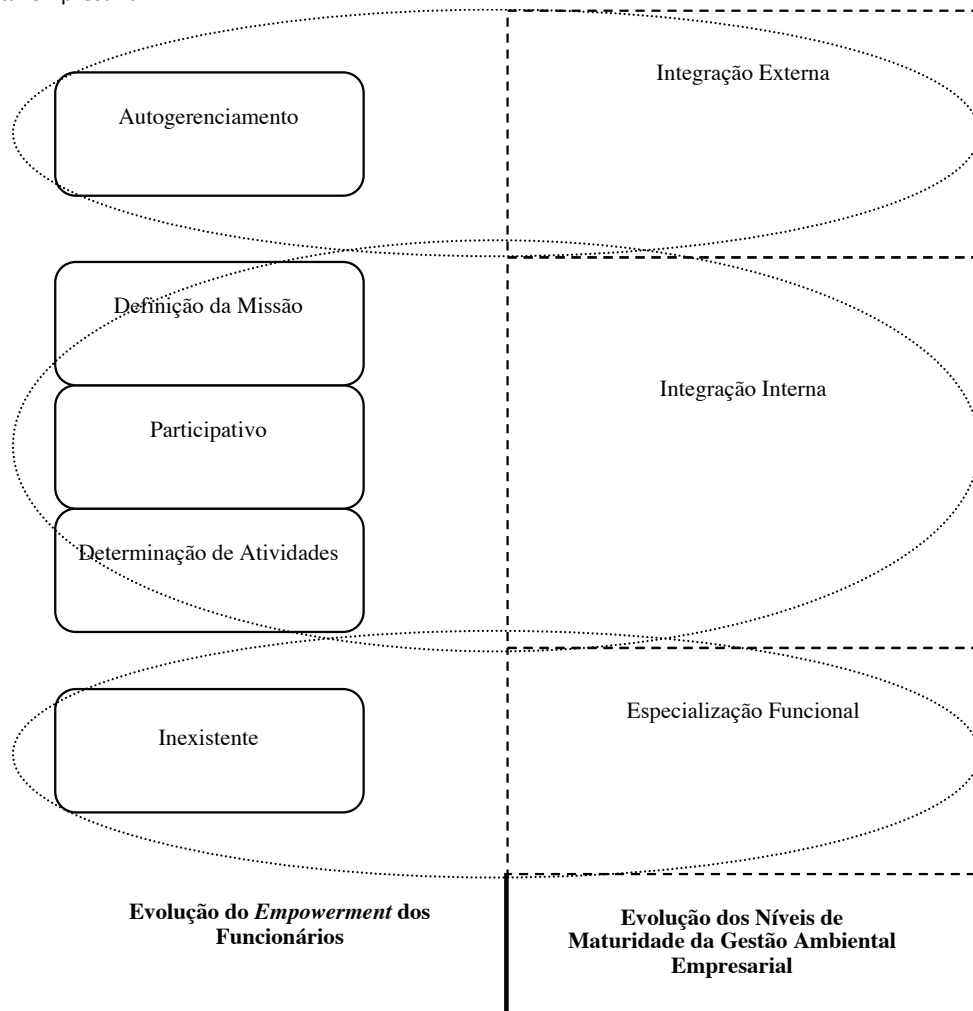 Integração Externa
Autogerenciamento
Definição da Missão
Integração Interna
Participativo
Determinação de Atividades
Especialização Funcional
Inexistente
Evolução do Empowerment dos
Funcionários
Evolução dos Níveis de
Maturidade da Gestão Ambiental
Empresarial